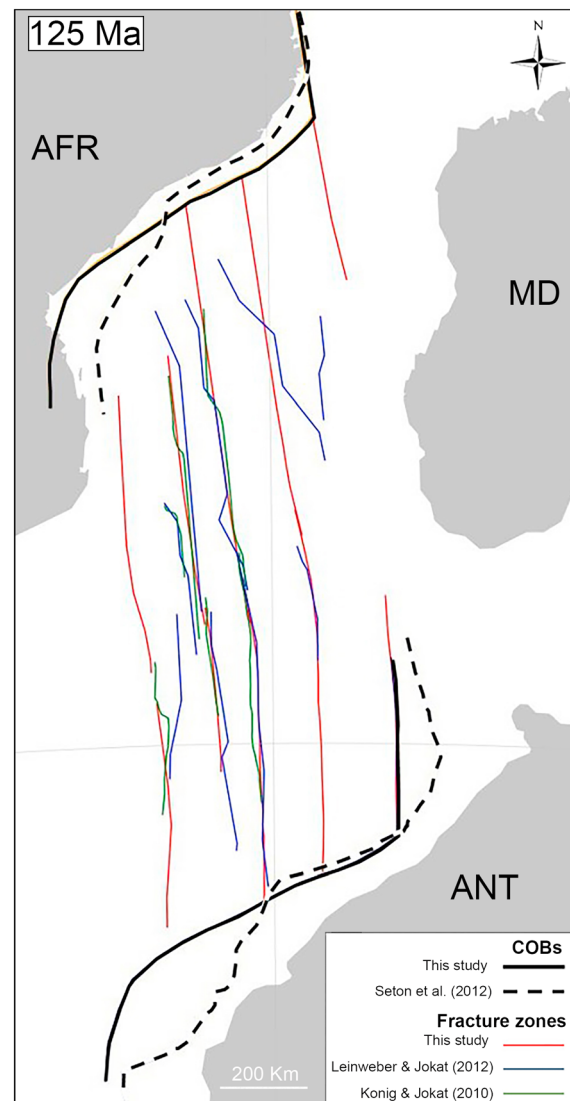 125 Ma
N
AFR
MD
ANT
COBs
This study
Seton et al. (2012)
Fracture zones
This study
Leinweber & Jokat (2012)
Konig & Jokat (2010)
200 Km